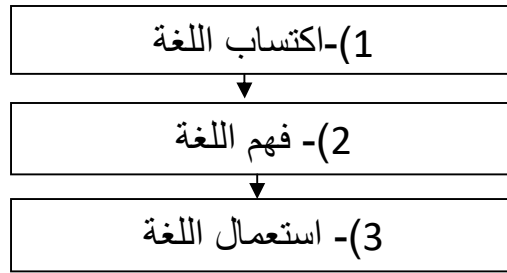 1)-اكتساب اللغة
2)- فهم اللغة
3)- استعمال اللغة